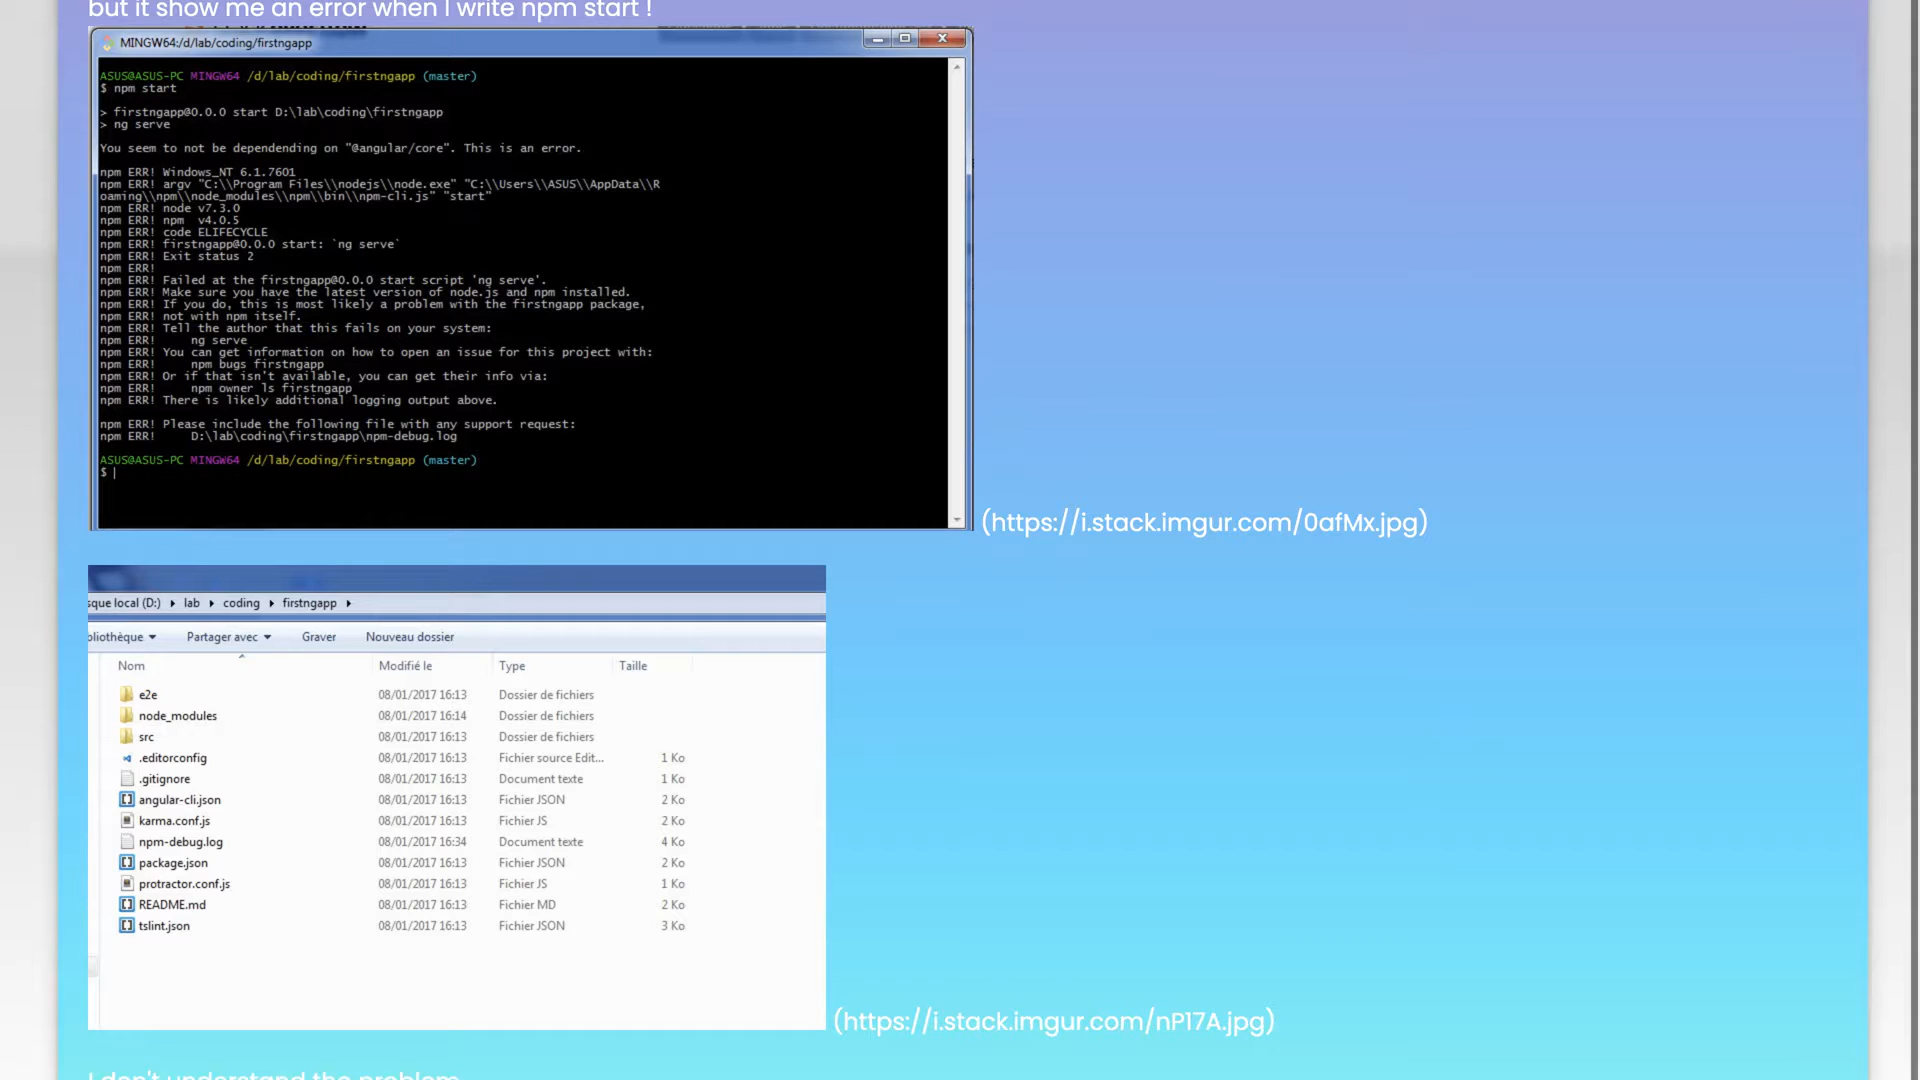 but it show me an error when I write npm start !
MINGW64:/d/lab/coding/firstngapp
ASUS@ASUS-PC MINGW64 /d/lab/coding/firstngapp (master)
$ npm start
> firstngapp@0.0.0 start D:\lab\coding\firstngapp
> ng serve
You seem to not be dependending on "@angular/core". This is an error.
npm ERR! Windows_NT 6.1.7601
npm ERR! argv "C:\\Program Files\\nodejs\\node.exe" "C:\\Users\\ASUS\\AppData\\R
oaming\\npm\\node_modules\\npm\\bin\\npm-cli.js" "start"
npm ERR! node v7.3.0
npm ERR! npm  v4.0.5
npm ERR! code ELIFECYCLE
npm ERR! firstngapp@0.0.0 start: `ng serve`
npm ERR! Exit status 2
npm ERR!
npm ERR! Failed at the firstngapp@0.0.0 start script 'ng serve'.
npm ERR! Make sure you have the latest version of node.js and npm installed.
npm ERR! If you do, this is most likely a problem with the firstngapp package,
npm ERR! not with npm itself.
npm ERR! Tell the author that this fails on your system:
npm ERR!     ng serve
npm ERR! You can get information on how to open an issue for this project with:
npm ERR!     npm bugs firstngapp
npm ERR! Or if that isn't available, you can get their info via:
npm ERR!     npm owner ls firstngapp
npm ERR! There is likely additional logging output above.
npm ERR! Please include the following file with any support request:
npm ERR!     D:\lab\coding\firstngapp\npm-debug.log
ASUS@ASUS-PC MINGW64 /d/lab/coding/firstngapp (master)
$
(https://i.stack.imgur.com/0afMx.jpg)
sque local (D:) ▸ lab ▸ coding ▸ firstngapp ▸
bliothèque Partager avec Graver Nouveau dossier
Nom Modifié le Type Taille
e2e 08/01/2017 16:13 Dossier de fichiers
node_modules 08/01/2017 16:14 Dossier de fichiers
src 08/01/2017 16:13 Dossier de fichiers
.editorconfig 08/01/2017 16:13 Fichier source Edit... 1 Ko
.gitignore 08/01/2017 16:13 Document texte 1 Ko
angular-cli.json 08/01/2017 16:13 Fichier JSON 2 Ko
karma.conf.js 08/01/2017 16:13 Fichier JS 2 Ko
npm-debug.log 08/01/2017 16:34 Document texte 4 Ko
package.json 08/01/2017 16:13 Fichier JSON 2 Ko
protractor.conf.js 08/01/2017 16:13 Fichier JS 1 Ko
README.md 08/01/2017 16:13 Fichier MD 2 Ko
tslint.json 08/01/2017 16:13 Fichier JSON 3 Ko
(https://i.stack.imgur.com/nP17A.jpg)
I don't understand the problem